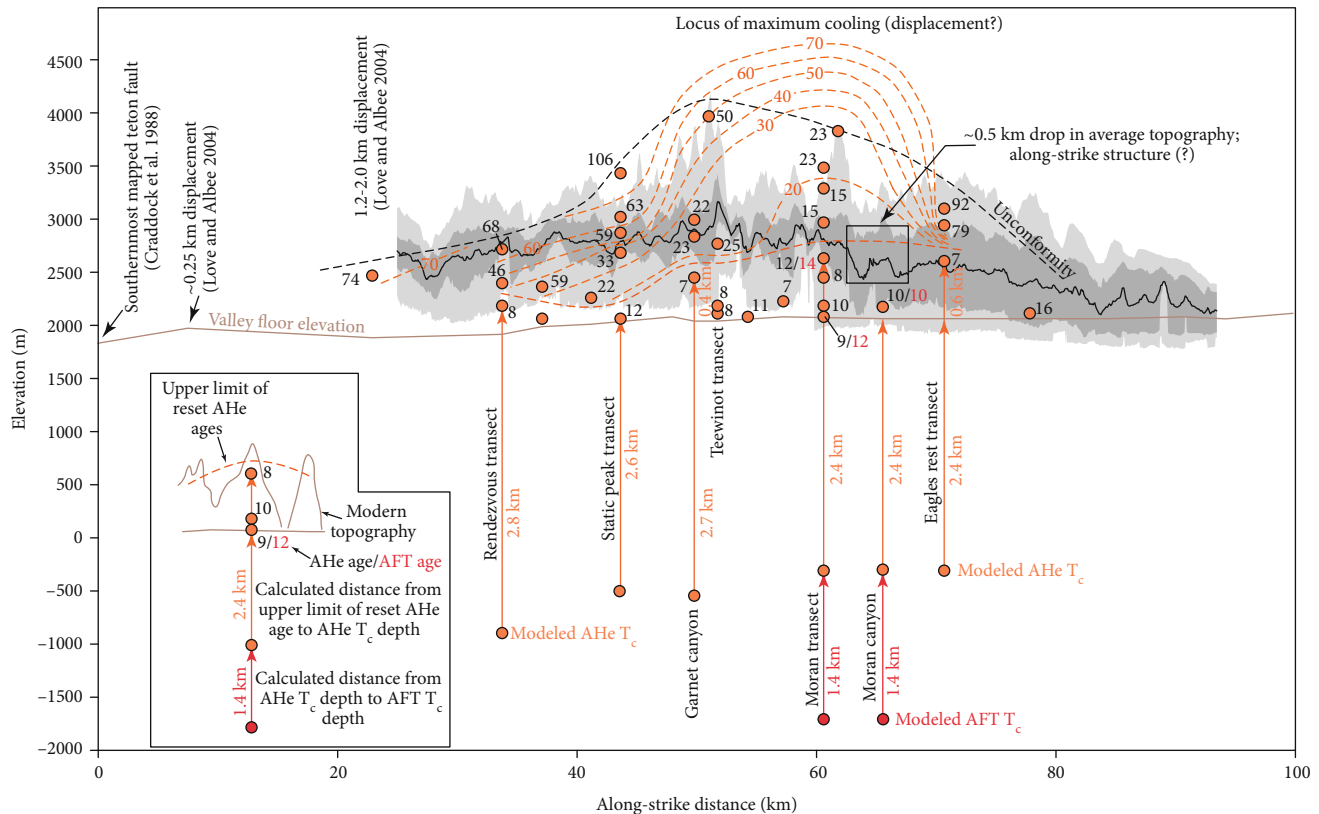 Locus of maximum cooling (displacement?)
Southernmost mapped teton fault
(Craddock et al. 1988)
~0.25 km displacement
(Love and Albee 2004)
1.2-2.0 km displacement
(Love and Albee 2004)
~0.5 km drop in average topography;
along-strike structure (?)
Unconformity
Valley floor elevation
70
60
50
40
30
20
70
60
74
68
46
8
59
22
106
63
59
33
12
50
22
23
7
0.4 km
25
8
8
11
7
23
23
15
15
12/14
8
10
9/12
10/10
92
79
7
0.6 km
16
Rendezvous transect
2.8 km
Static peak transect
2.6 km
Garnet canyon
2.7 km
Teewinot transect
Moran transect
2.4 km
1.4 km
Moran canyon
2.4 km
1.4 km
Eagles rest transect
2.4 km
Modeled AHe Tc
Modeled AHe Tc
Modeled AFT Tc
Upper limit of
reset AHe
ages
8
10
9/12
Modern
topography
AHe age/AFT age
2.4 km
Calculated distance from
upper limit of reset AHe
age to AHe Tc depth
1.4 km
Calculated distance from
AHe Tc depth to AFT Tc
depth
Elevation (m)
4500
4000
3500
3000
2500
2000
1500
1000
500
0
−500
−1000
−1500
−2000
0
20
40
60
80
100
Along-strike distance (km)